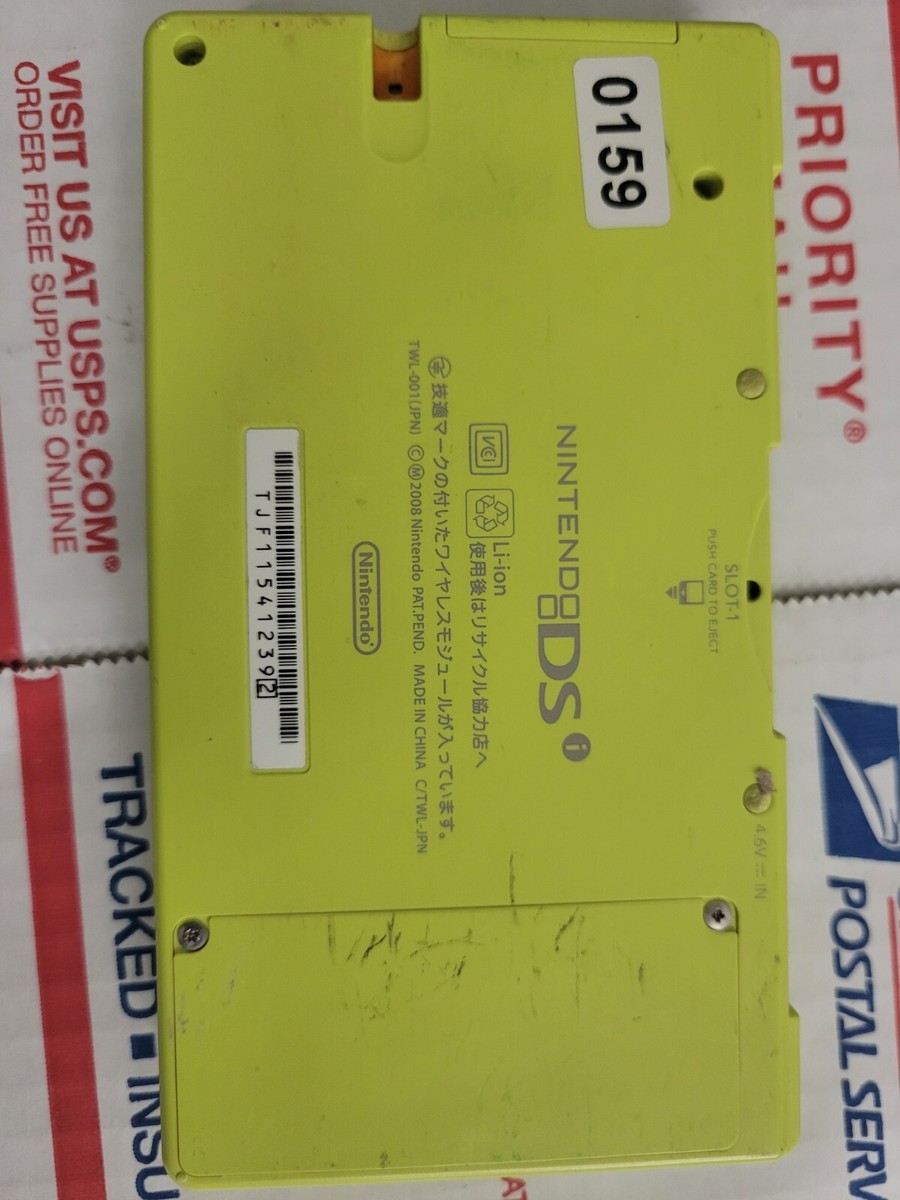 0159
SLOT-1
PUSH CARD TO EJECT
4.6V ⎓ IN
NINTENDO DS i
VCI
Li-ion
使用後はリサイクル協力店へ
技適マークの付いたワイヤレスモジュールが入っています。
TWL-001(JPN) ©Ⓜ2008 Nintendo PAT.PEND. MADE IN CHINA C/TWL-JPN
Nintendo
TJF115412392
PRIORITY®
VISIT US AT USPS.COM®
ORDER FREE SUPPLIES ONLINE
TRACKED ■ INSU
POSTAL SERV